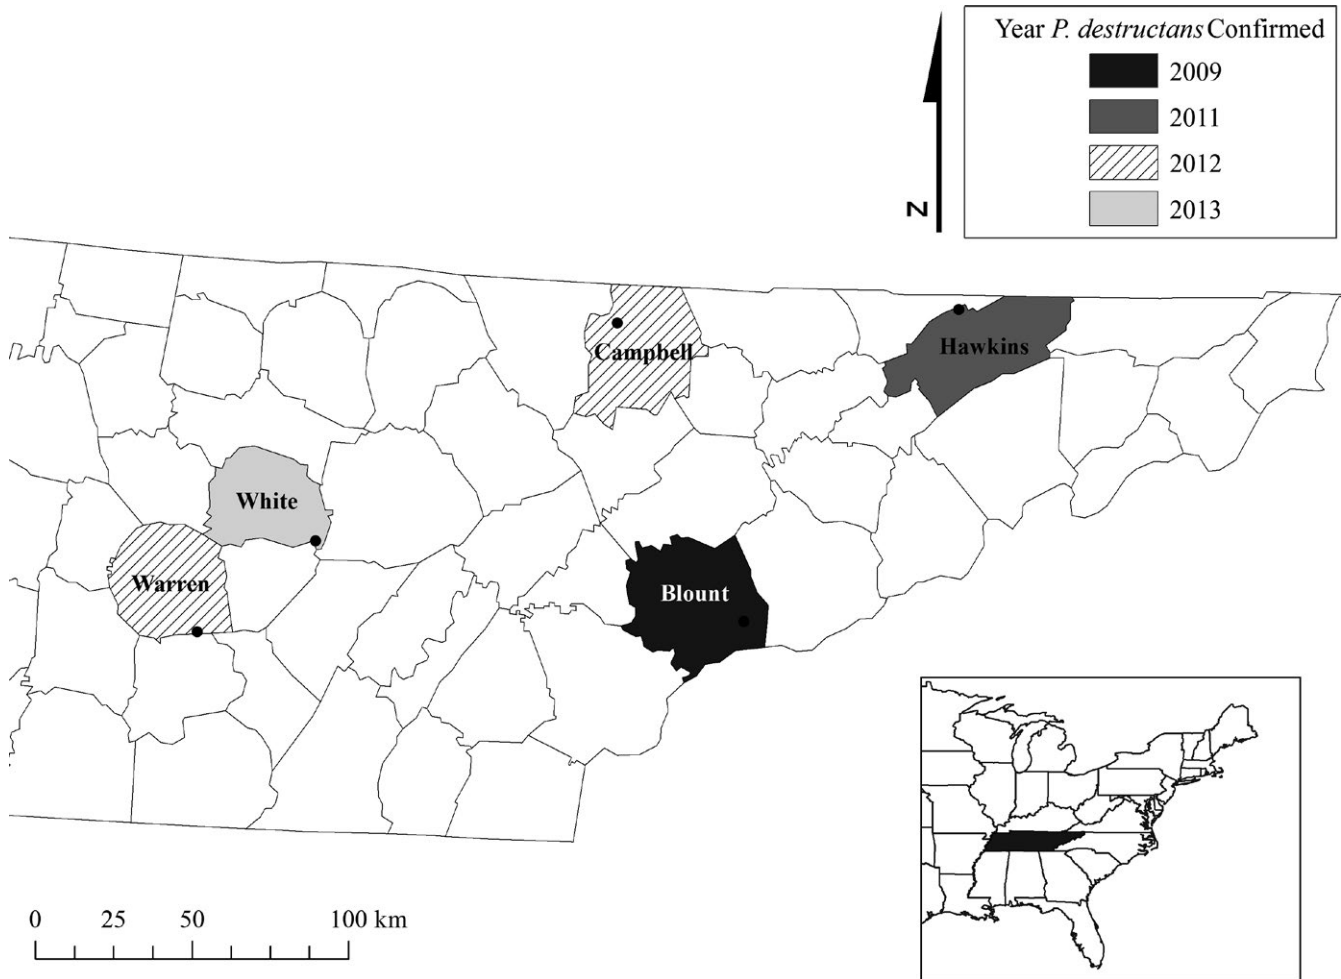 Year P. destructans Confirmed
2009
2011
2012
2013
N
Campbell
Hawkins
White
Warren
Blount
0 25 50 100 km